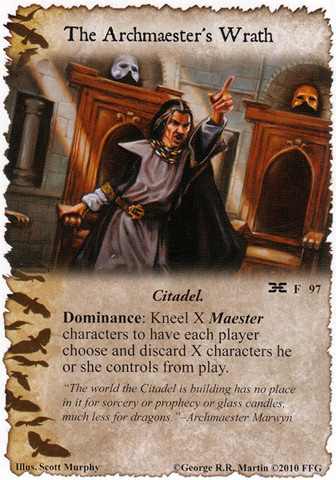 The Archmaester's Wrath
F 97
Citadel.
Dominance: Kneel X Maester
characters to have each player
choose and discard X characters he
or she controls from play.
"The world the Citadel is building has no place
in it for sorcery or prophecy or glass candles,
much less for dragons." –Archmaester Marwyn
Illus. Scott Murphy ©George R.R. Martin ©2010 FFG